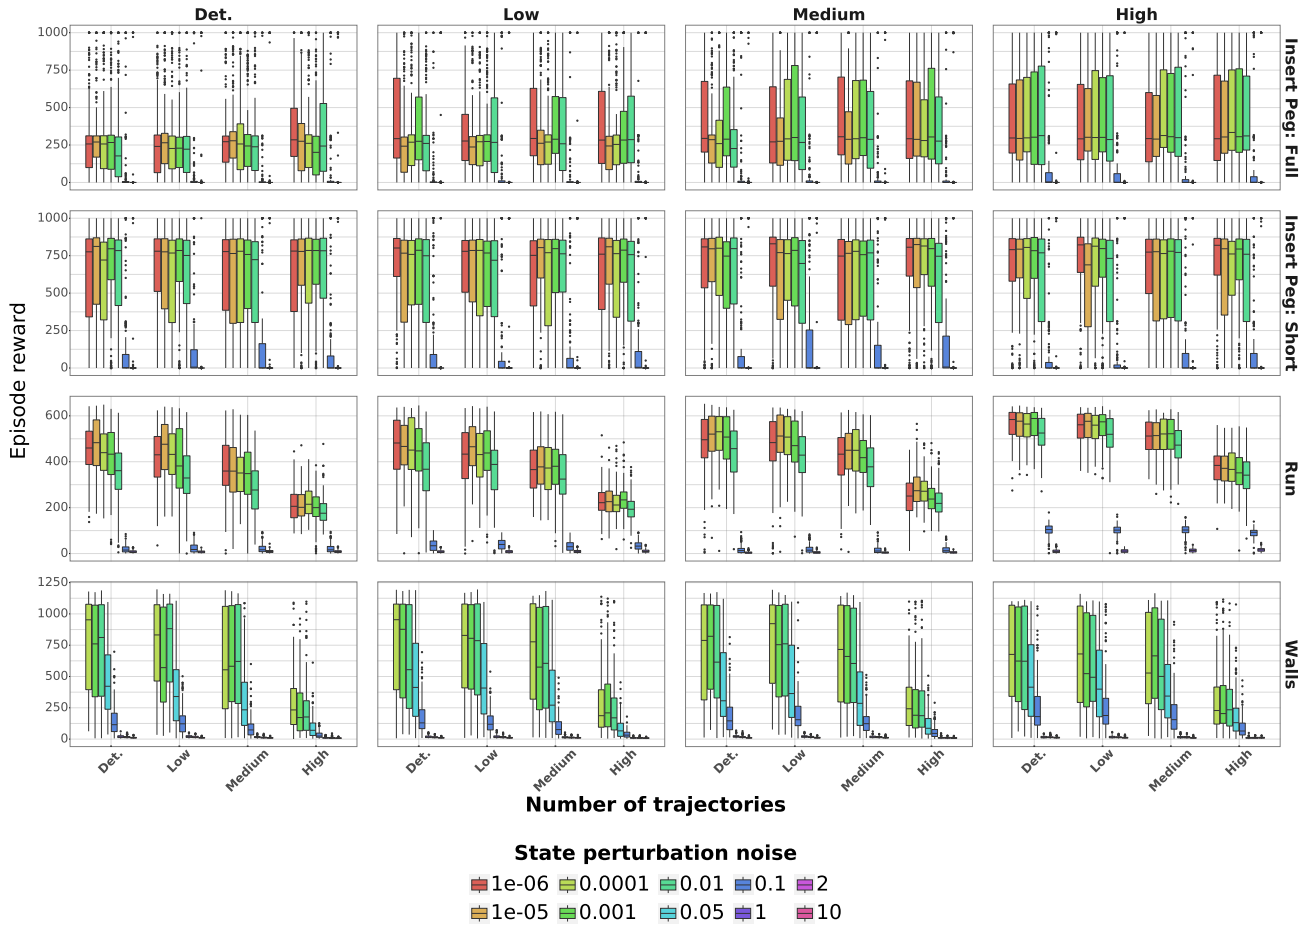 Det. Low Medium High
1000
750
500
250
0
Insert Peg: Full
1000
750
500
250
0
Insert Peg: Short
Episode reward
600
400
200
0
Run
1250
1000
750
500
250
0
Walls
Det. Low Medium High Det. Low Medium High Det. Low Medium High Det. Low Medium High
Number of trajectories
State perturbation noise
1e-06 0.0001 0.01 0.1 2
1e-05 0.001 0.05 1 10